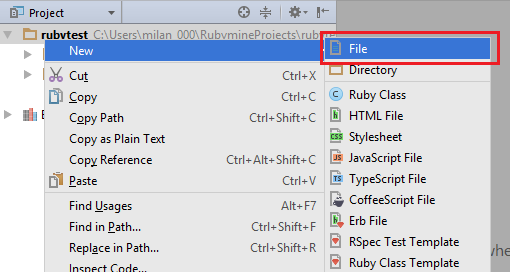 Project
rubytest C:\Users\milan_000\RubymineProjects\rubyte
New
Cut Ctrl+X
Copy Ctrl+C
Copy Path Ctrl+Shift+C
Copy as Plain Text
Copy Reference Ctrl+Alt+Shift+C
Paste Ctrl+V
Find Usages Alt+F7
Find in Path... Ctrl+Shift+F
Replace in Path... Ctrl+Shift+R
Inspect Code...
File
Directory
Ruby Class
HTML File
Stylesheet
JavaScript File
TypeScript File
CoffeeScript File
Erb File
RSpec Test Template
Ruby Class Template